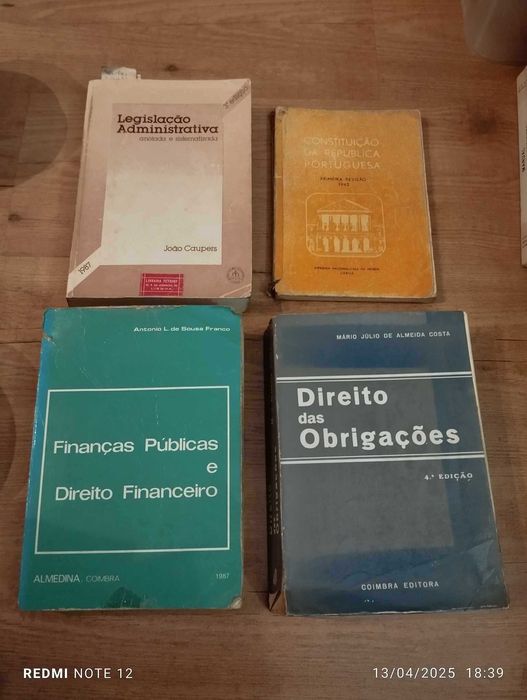 Legislação
Administrativa
anotada e sistematizada
João Caupers
1987
CONSTITUIÇÃO
DA REPÚBLICA
PORTUGUESA
PRIMEIRA REVISÃO
1982
Antonio L. de Sousa Franco
Finanças Públicas
e
Direito Financeiro
ALMEDINA, COIMBRA
1987
MÁRIO JÚLIO DE ALMEIDA COSTA
Direito
das
Obrigações
4.ª EDIÇÃO
COIMBRA EDITORA
REDMI NOTE 12
13/04/2025 18:39